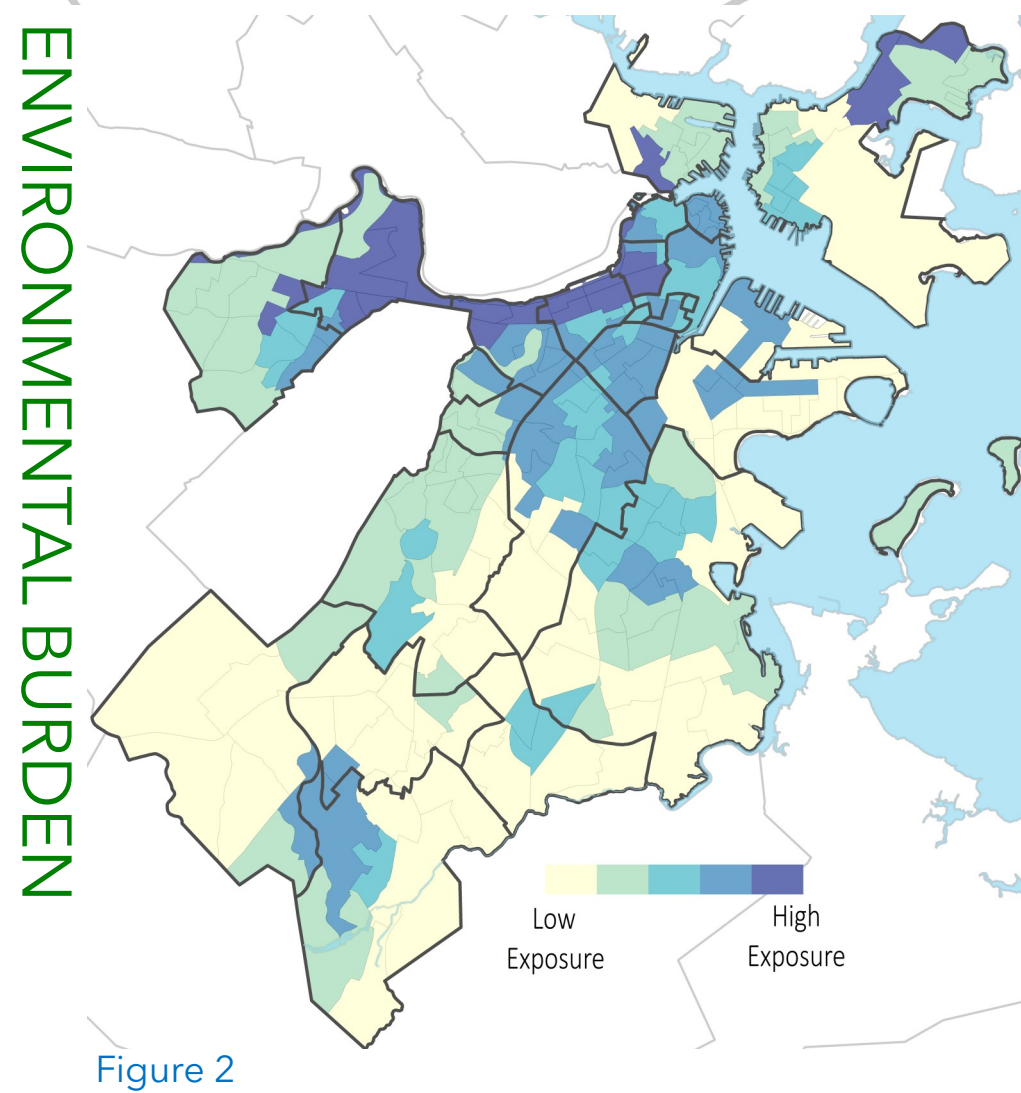 ENVIRONMENTAL BURDEN
Low
Exposure
High
Exposure
Figure 2